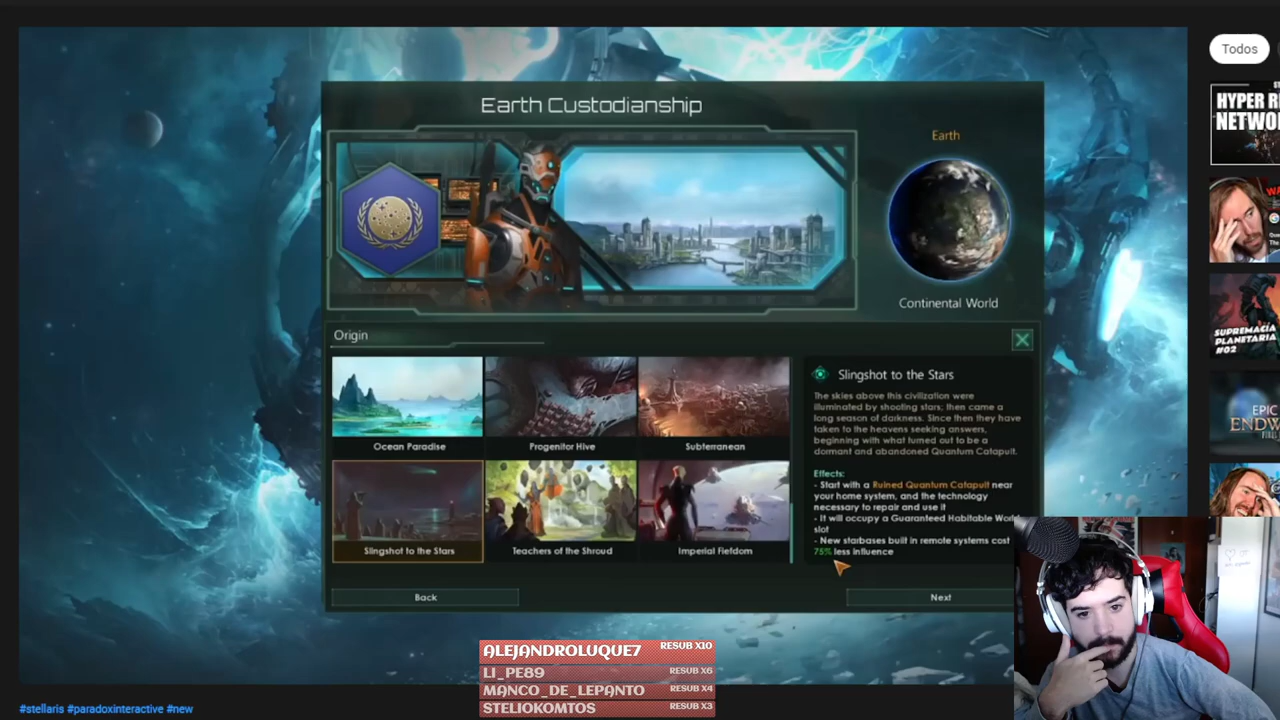 Todos
Earth Custodianship
HYPER R
NETWO
Earth
Continental World
Origin
Slingshot to the Stars
The skies above this civilization were
illuminated by shooting stars; then came a
long season of darkness. Since then they have
taken to the heavens seeking answers,
beginning with what turned out to be a
dormant and abandoned Quantum Catapult.
SUPREMACÍA
PLANETARIA
#02
Ocean Paradise
Progenitor Hive
Subterranean
EPIC
ENDW
Effects:
- Start with a Ruined Quantum Catapult near
your home system, and the technology
necessary to repair and use it
- It will occupy a Guaranteed Habitable World
slot
- New starbases built in remote systems cost
75% less influence
Slingshot to the Stars
Teachers of the Shroud
Imperial Fiefdom
Back
Next
ALEJANDROLUQUE7 RESUB X10
LI_PE89 RESUB X6
MANCO_DE_LEPANTO RESUB X4
STELIOKOMTOS RESUB X3
#stellaris #paradoxinteractive #new